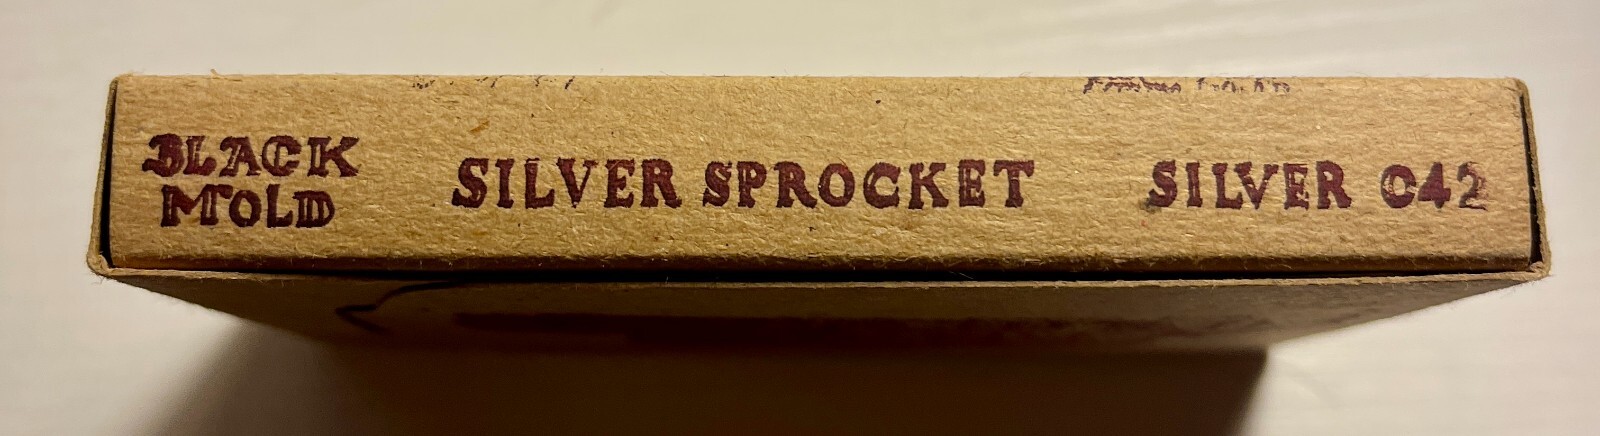 BLACK
MOLD
SILVER SPROCKET
SILVER 042